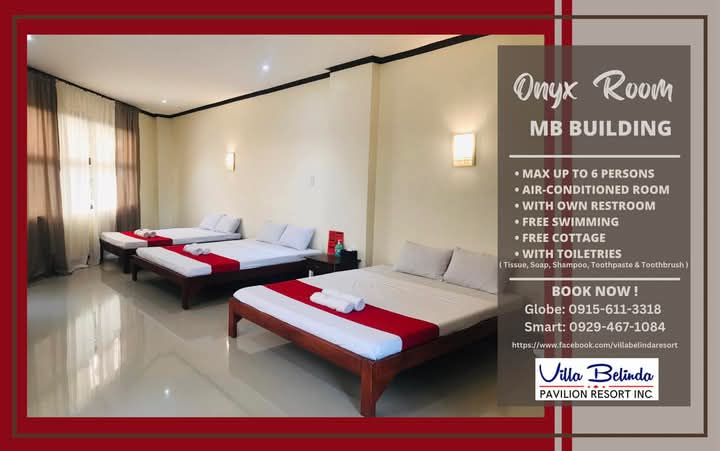 Onyx Room
MB BUILDING
• MAX UP TO 6 PERSONS
• AIR-CONDITIONED ROOM
• WITH OWN RESTROOM
• FREE SWIMMING
• FREE COTTAGE
• WITH TOILETRIES
( Tissue, Soap, Shampoo, Toothpaste & Toothbrush )
BOOK NOW !
Globe: 0915-611-3318
Smart: 0929-467-1084
https://www.facebook.com/villabelindaresort
Villa Belinda
PAVILION RESORT INC.